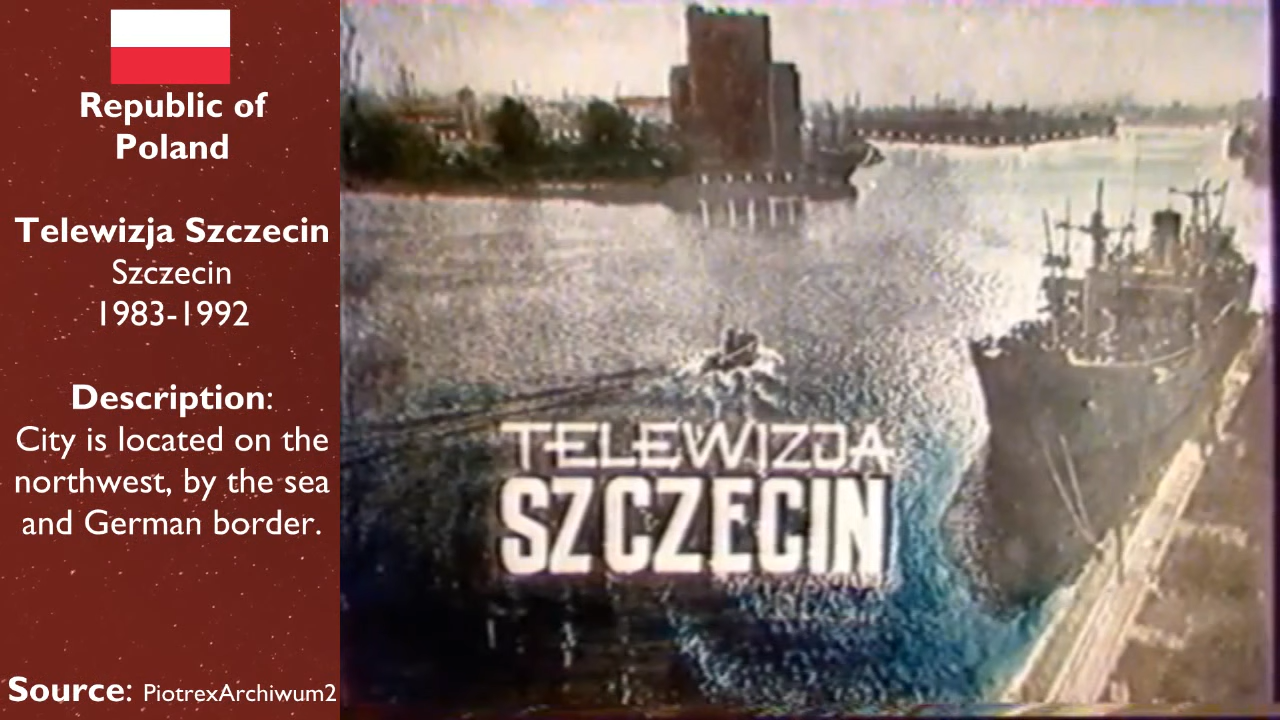 Republic of
Poland
Telewizja Szczecin
Szczecin
1983-1992
Description:
City is located on the
northwest, by the sea
and German border.
Source: PiotrexArchiwum2
TELEWIZJA
SZCZECIN